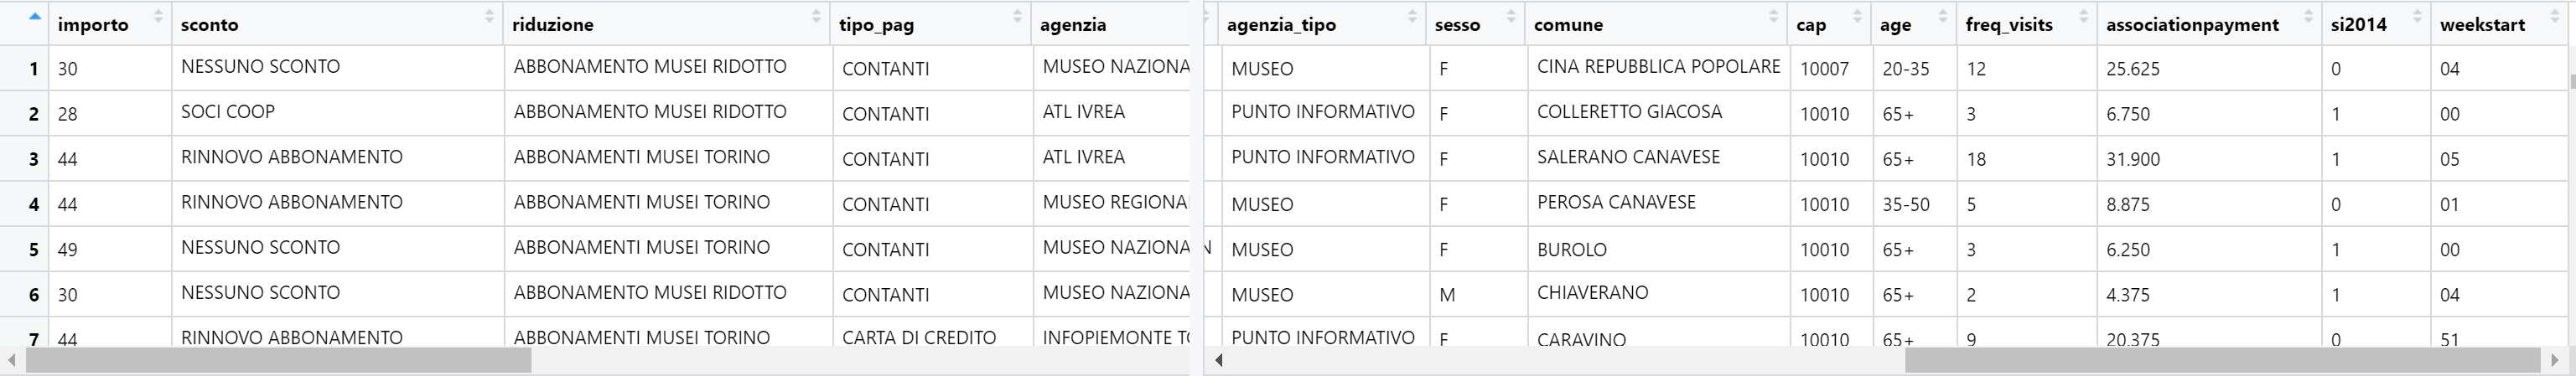 importo sconto riduzione tipo_pag agenzia agenzia_tipo sesso comune cap age freq_visits associationpayment si2014 weekstart
1 30 NESSUNO SCONTO ABBONAMENTO MUSEI RIDOTTO CONTANTI MUSEO NAZIONA MUSEO F CINA REPUBBLICA POPOLARE 10007 20-35 12 25.625 0 04
2 28 SOCI COOP ABBONAMENTO MUSEI RIDOTTO CONTANTI ATL IVREA PUNTO INFORMATIVO F COLLERETTO GIACOSA 10010 65+ 3 6.750 1 00
3 44 RINNOVO ABBONAMENTO ABBONAMENTI MUSEI TORINO CONTANTI ATL IVREA PUNTO INFORMATIVO F SALERANO CANAVESE 10010 65+ 18 31.900 1 05
4 44 RINNOVO ABBONAMENTO ABBONAMENTI MUSEI TORINO CONTANTI MUSEO REGIONA MUSEO F PEROSA CANAVESE 10010 35-50 5 8.875 0 01
5 49 NESSUNO SCONTO ABBONAMENTI MUSEI TORINO CONTANTI MUSEO NAZIONA N MUSEO F BUROLO 10010 65+ 3 6.250 1 00
6 30 NESSUNO SCONTO ABBONAMENTO MUSEI RIDOTTO CONTANTI MUSEO NAZIONA MUSEO M CHIAVERANO 10010 65+ 2 4.375 1 04
7 44 RINNOVO ABBONAMENTO ABBONAMENTI MUSEI TORINO CARTA DI CREDITO INFOPIEMONTE TO PUNTO INFORMATIVO F CARAVINO 10010 65+ 9 20.375 0 51